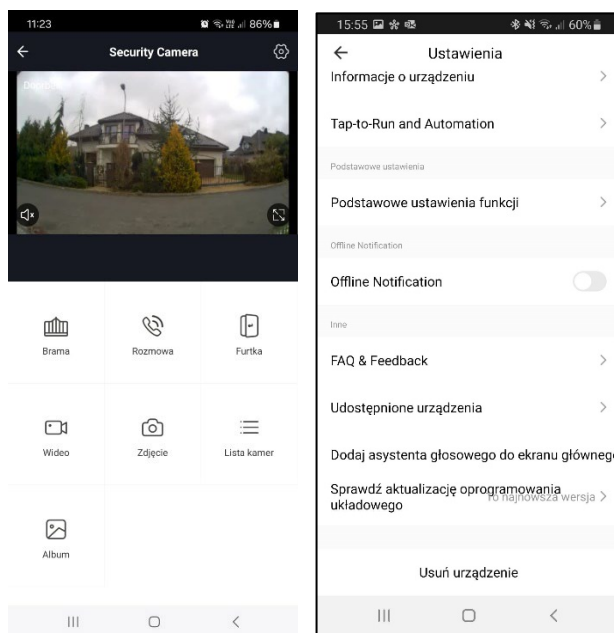 11:23
86%
Security Camera
Brama
Rozmowa
Furtka
Wideo
Zdjęcie
Lista kamer
Album
15:55
60%
Ustawienia
Informacje o urządzeniu
Tap-to-Run and Automation
Podstawowe ustawienia
Podstawowe ustawienia funkcji
Offline Notification
Offline Notification
Inne
FAQ & Feedback
Udostępnione urządzenia
Dodaj asystenta głosowego do ekranu główneg
Sprawdź aktualizację oprogramowania
układowego
To najnowsza wersja
Usuń urządzenie